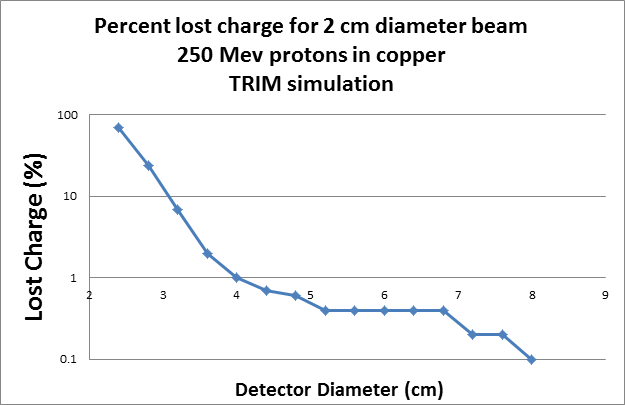 Percent lost charge for 2 cm diameter beam
250 Mev protons in copper
TRIM simulation
100
10
1
0.1
2 3 4 5 6 7 8 9
Lost Charge (%)
Detector Diameter (cm)